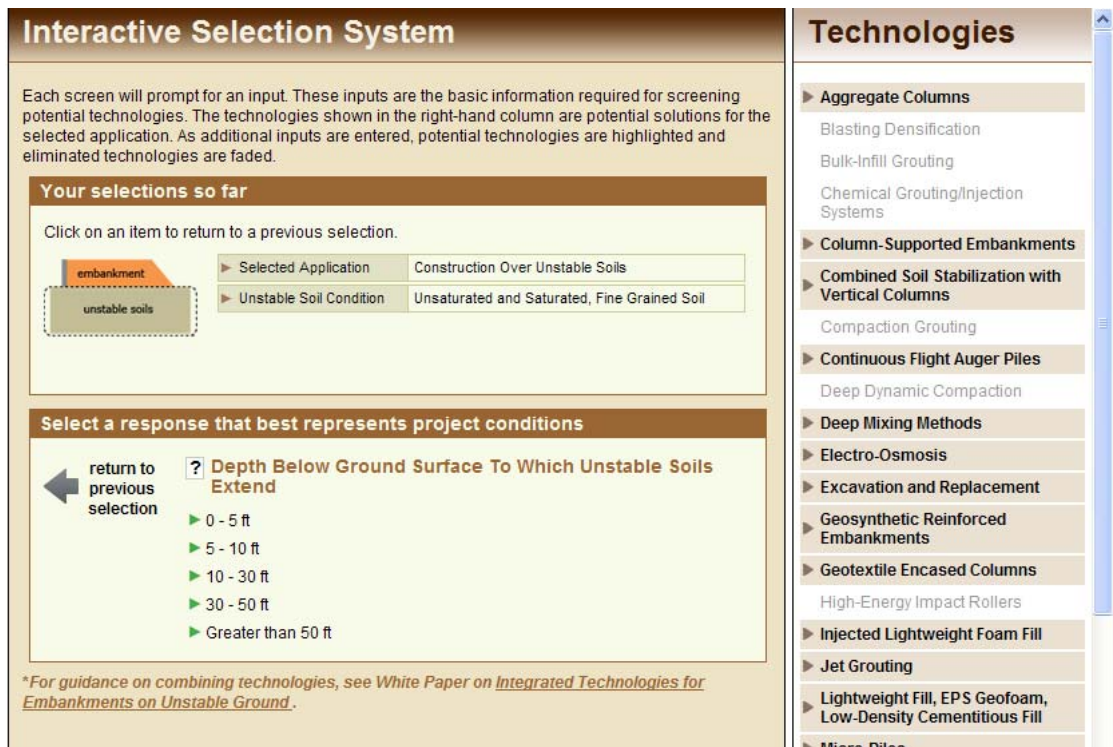 Interactive Selection System
Each screen will prompt for an input. These inputs are the basic information required for screening
potential technologies. The technologies shown in the right-hand column are potential solutions for the
selected application. As additional inputs are entered, potential technologies are highlighted and
eliminated technologies are faded.
Your selections so far
Click on an item to return to a previous selection.
embankment
unstable soils
Selected Application
Construction Over Unstable Soils
Unstable Soil Condition
Unsaturated and Saturated, Fine Grained Soil
Select a response that best represents project conditions
return to
previous
selection
? Depth Below Ground Surface To Which Unstable Soils
Extend
0 - 5 ft
5 - 10 ft
10 - 30 ft
30 - 50 ft
Greater than 50 ft
*For guidance on combining technologies, see White Paper on Integrated Technologies for
Embankments on Unstable Ground .
Technologies
Aggregate Columns
Blasting Densification
Bulk-Infill Grouting
Chemical Grouting/Injection
Systems
Column-Supported Embankments
Combined Soil Stabilization with
Vertical Columns
Compaction Grouting
Continuous Flight Auger Piles
Deep Dynamic Compaction
Deep Mixing Methods
Electro-Osmosis
Excavation and Replacement
Geosynthetic Reinforced
Embankments
Geotextile Encased Columns
High-Energy Impact Rollers
Injected Lightweight Foam Fill
Jet Grouting
Lightweight Fill, EPS Geofoam,
Low-Density Cementitious Fill